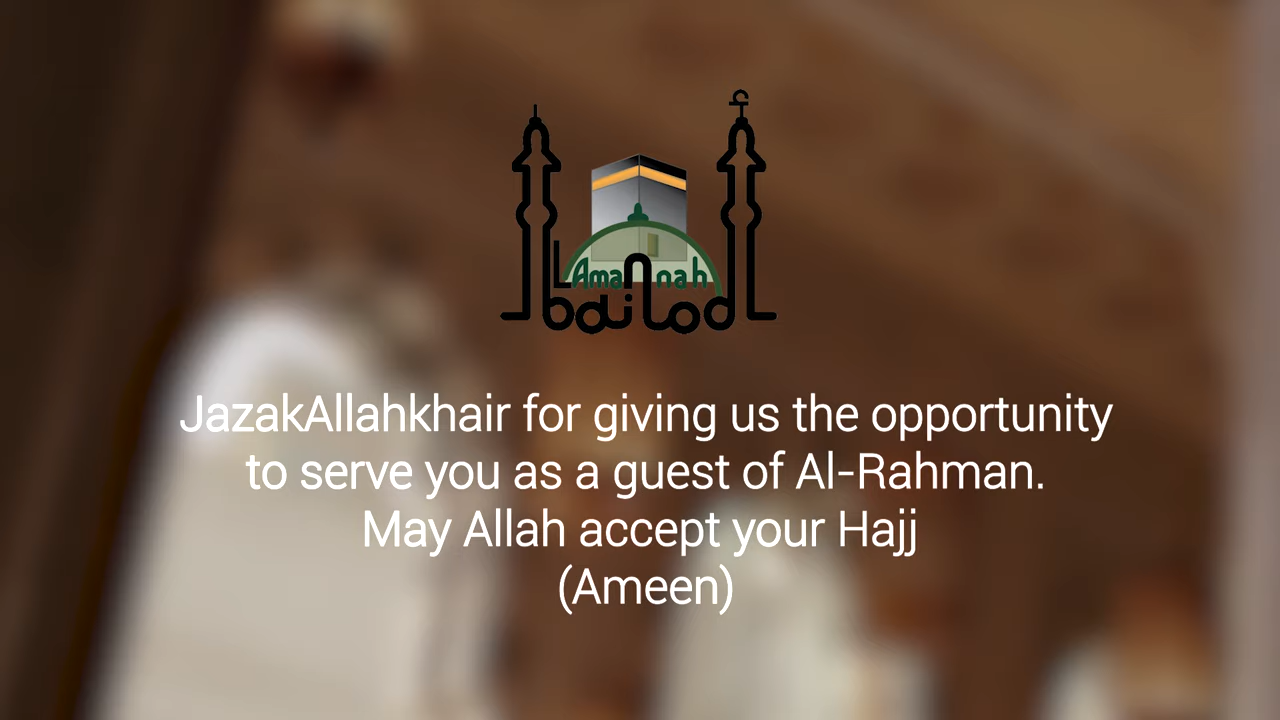 Amannah
JazakAllahkhair for giving us the opportunity
to serve you as a guest of Al-Rahman.
May Allah accept your Hajj
(Ameen)